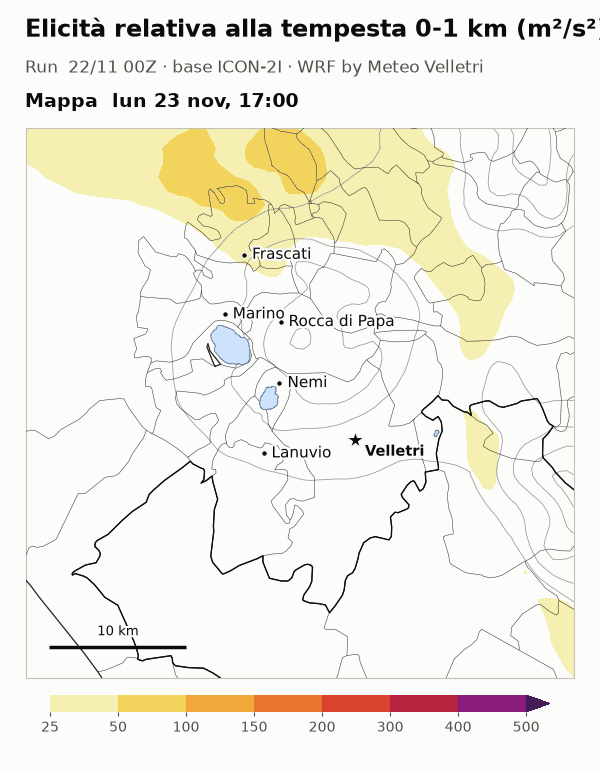 Elicità relativa alla tempesta 0-1 km (m²/s²)
Run 22/11 00Z · base ICON-2I · WRF by Meteo Velletri
Mappa lun 23 nov, 17:00
Frascati
Marino
Rocca di Papa
Nemi
Velletri
Lanuvio
10 km
25 50 100 150 200 300 400 500